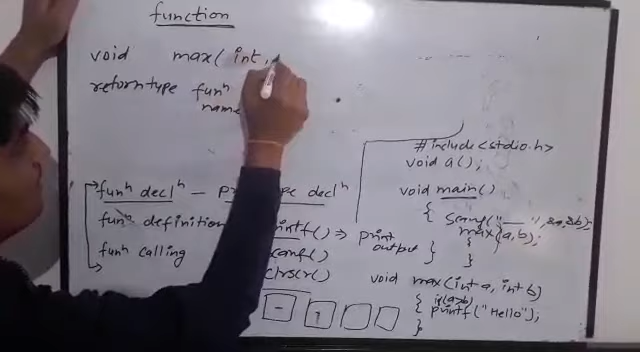 function
void max( int,
returntype funⁿ
name
funⁿ declⁿ - declⁿ
funⁿ definition printf() => print output
funⁿ calling scanf()
clrscr()
#include<stdio.h>
void a();
void main()
{ scanf(" ",&a,&b);
max(a,b);
}
}
void max(int a, int b)
{ if(a>b)
printf("Hello");
}